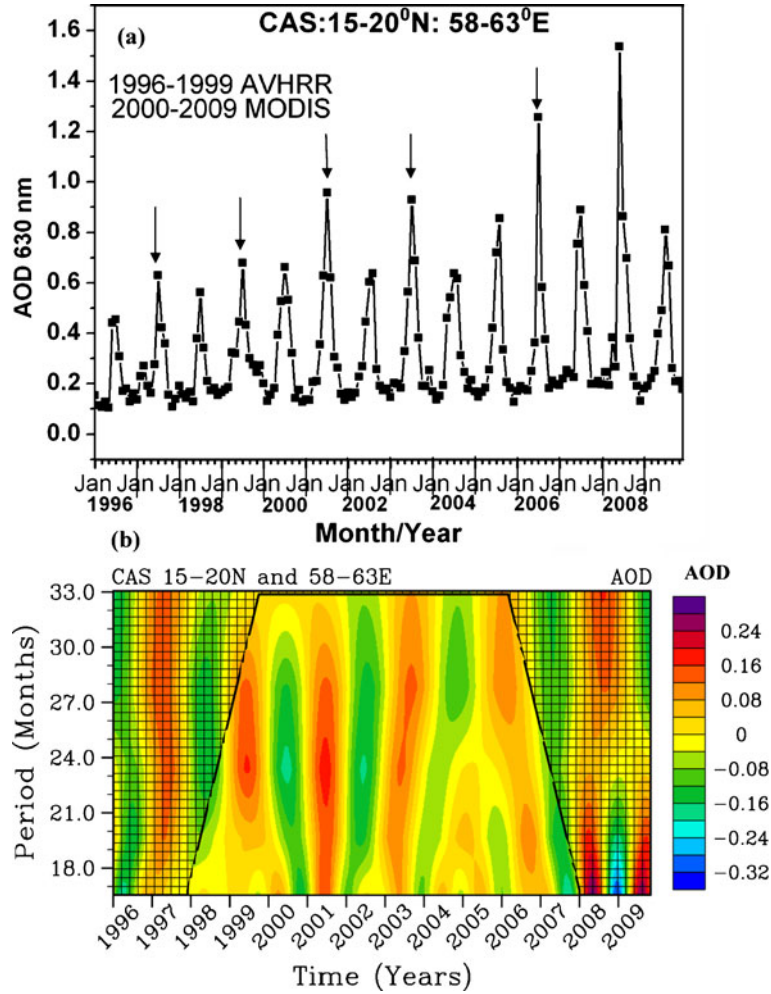 (a)
CAS:15-20⁰N: 58-63⁰E
1996-1999 AVHRR
2000-2009 MODIS
1.6
1.4
1.2
1.0
0.8
0.6
0.4
0.2
0.0
AOD 630 nm
Jan Jan Jan Jan Jan Jan Jan Jan Jan Jan Jan Jan Jan Jan
1996 1998 2000 2002 2004 2006 2008
Month/Year
(b)
CAS 15-20N and 58-63E AOD
AOD
33.0
30.0
27.0
24.0
21.0
18.0
Period (Months)
1996 1997 1998 1999 2000 2001 2002 2003 2004 2005 2006 2007 2008 2009
Time (Years)
0.24
0.16
0.08
0
-0.08
-0.16
-0.24
-0.32